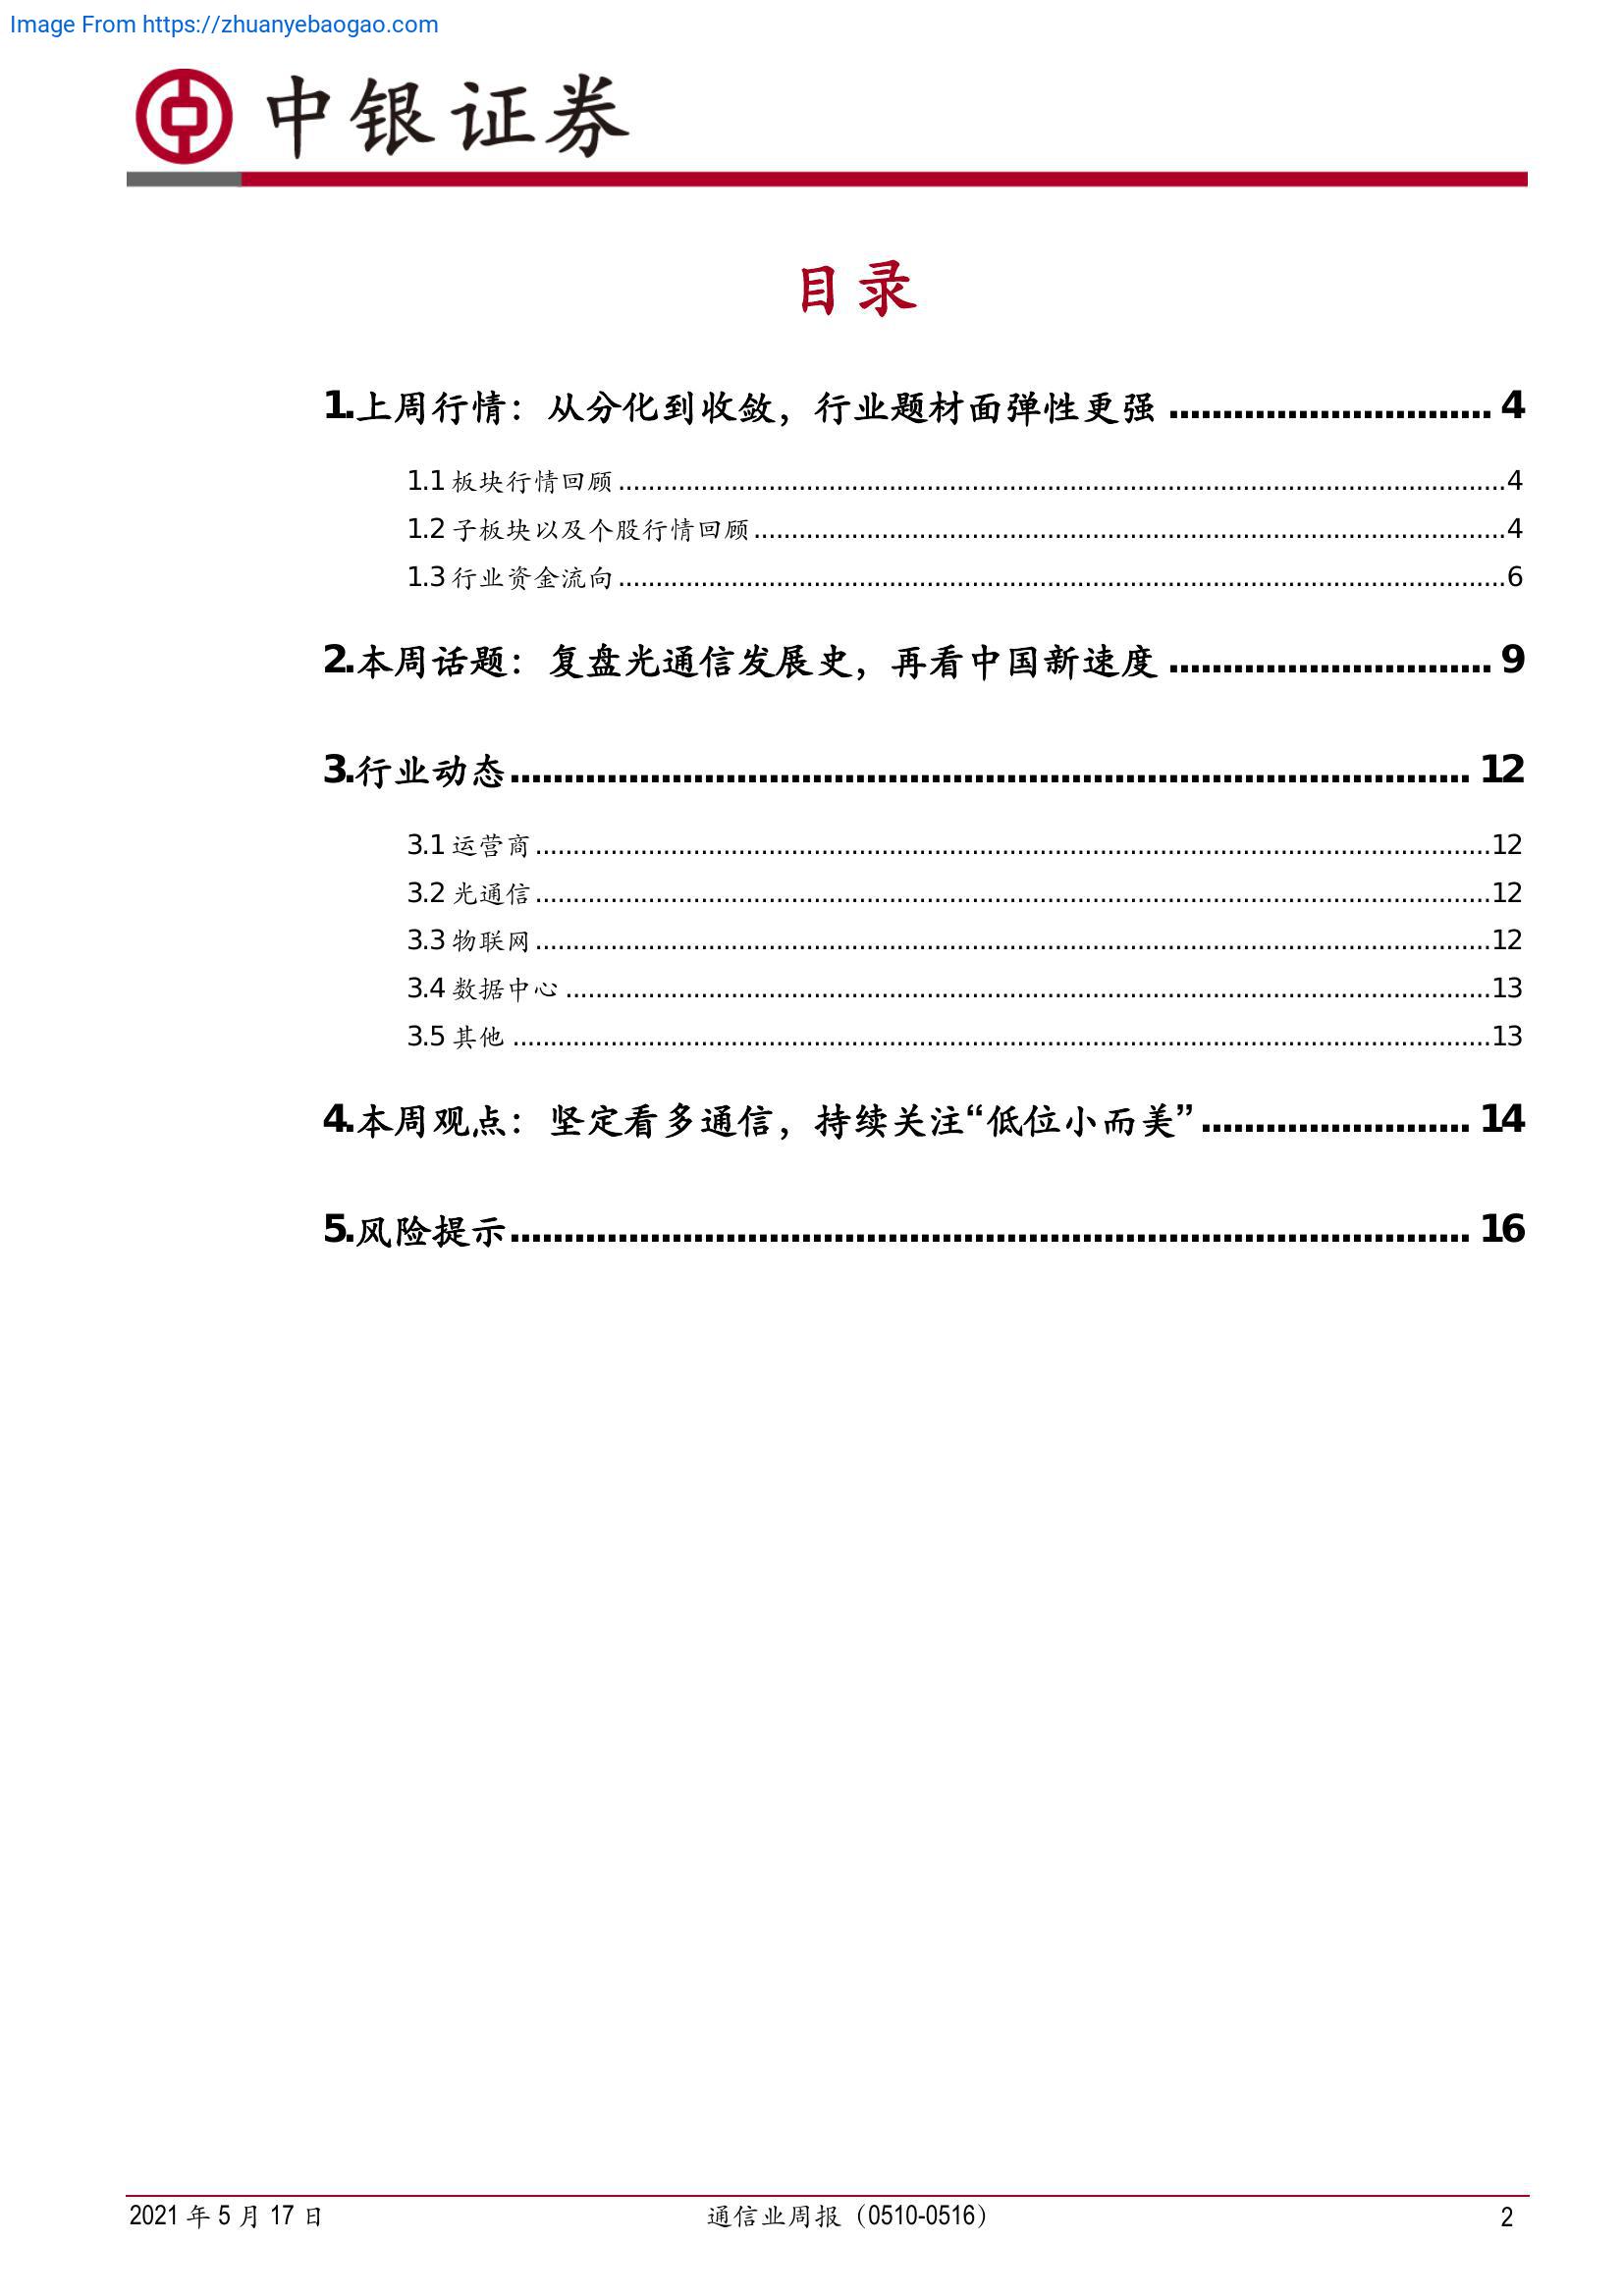 Image From https://zhuanyebaogao.com
中银证券
目录
1.上周行情：从分化到收敛，行业题材面弹性更强 .............................. 4
1.1 板块行情回顾 ........................................ 4
1.2 子板块以及个股行情回顾 ........................................ 4
1.3 行业资金流向 ........................................ 6
2.本周话题：复盘光通信发展史，再看中国新速度 .............................. 9
3.行业动态 ........................................ 12
3.1 运营商 ........................................ 12
3.2 光通信 ........................................ 12
3.3 物联网 ........................................ 12
3.4 数据中心 ........................................ 13
3.5 其他 ........................................ 13
4.本周观点：坚定看多通信，持续关注“低位小而美” ......................... 14
5.风险提示 ........................................ 16
2021 年 5 月 17 日 通信业周报（0510-0516） 2